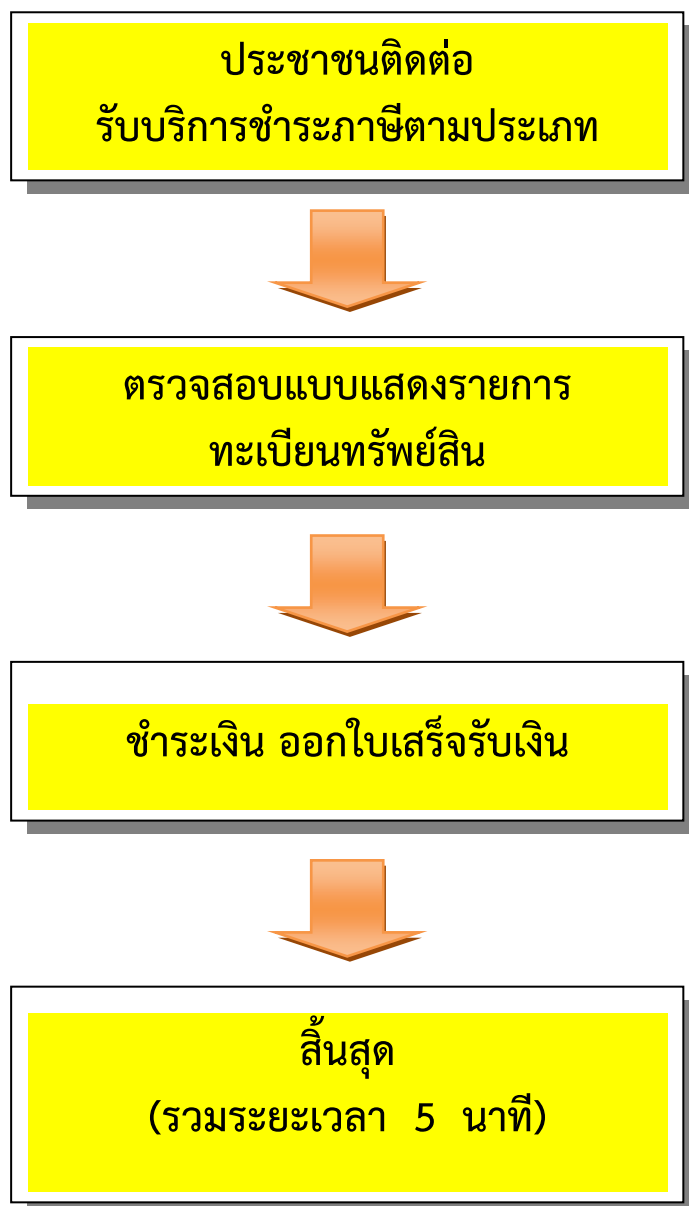 ประชาชนติดต่อ
รับบริการชำระภาษีตามประเภท
ตรวจสอบแบบแสดงรายการ
ทะเบียนทรัพย์สิน
ชำระเงิน ออกใบเสร็จรับเงิน
สิ้นสุด
(รวมระยะเวลา 5 นาที)